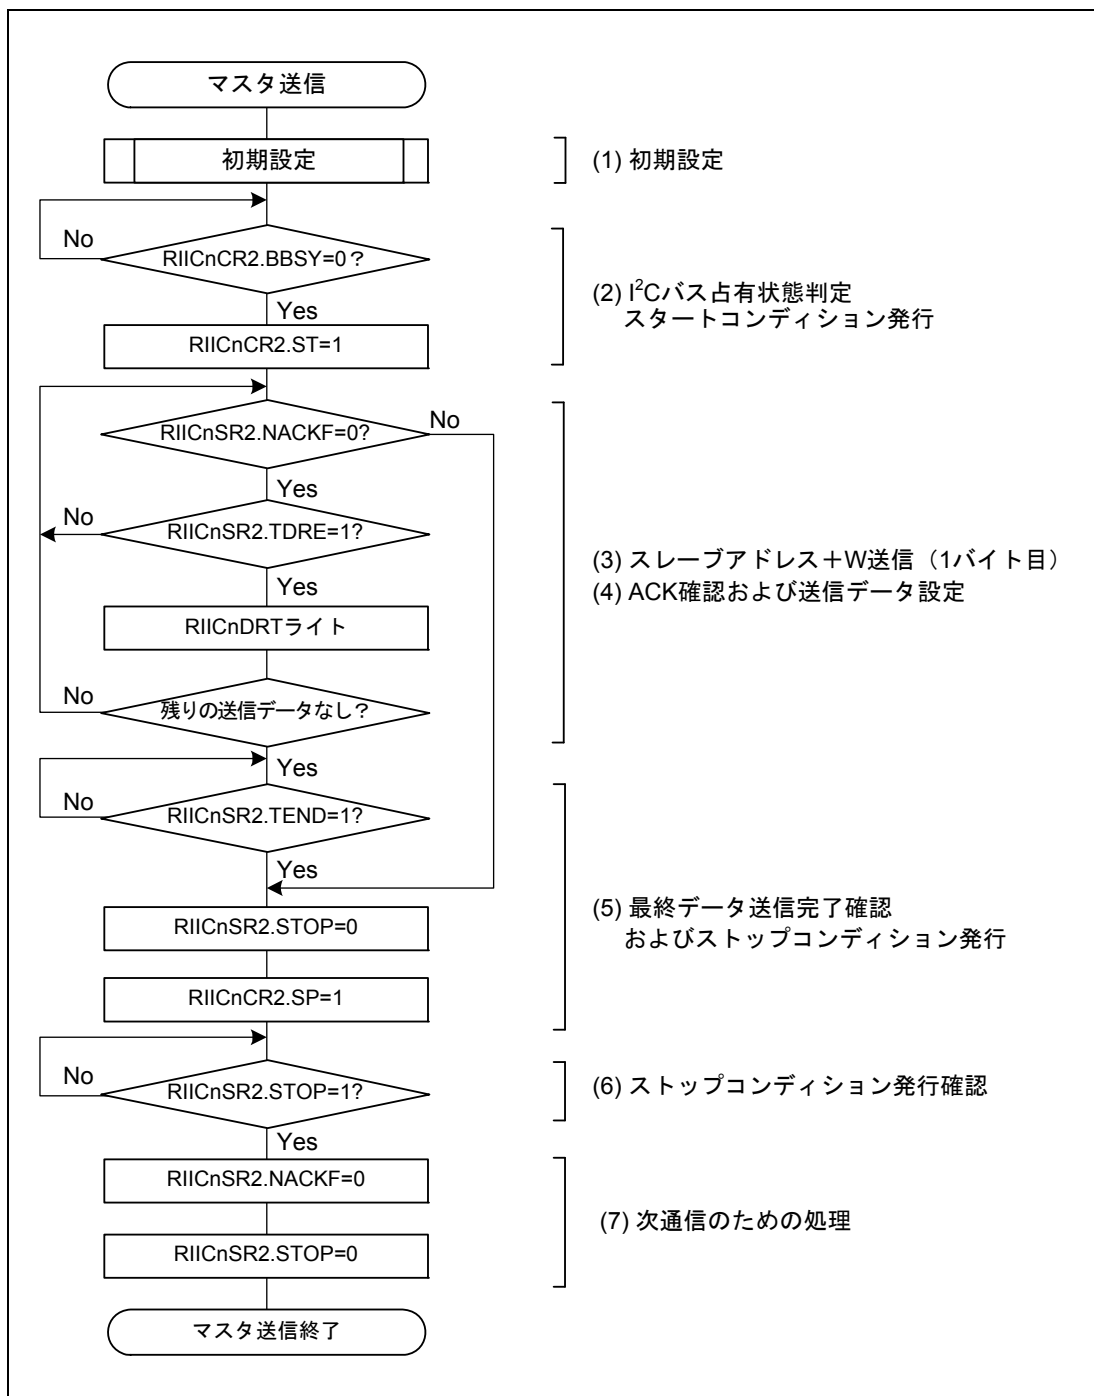 マスタ送信
初期設定
(1) 初期設定
No
RIICnCR2.BBSY=0？
Yes
(2) I²Cバス占有状態判定
スタートコンディション発行
RIICnCR2.ST=1
RIICnSR2.NACKF=0?
No
Yes
No
RIICnSR2.TDRE=1?
Yes
(3) スレーブアドレス＋W送信（1バイト目）
(4) ACK確認および送信データ設定
RIICnDRTライト
No
残りの送信データなし？
Yes
No
RIICnSR2.TEND=1?
Yes
RIICnSR2.STOP=0
(5) 最終データ送信完了確認
およびストップコンディション発行
RIICnCR2.SP=1
No
RIICnSR2.STOP=1?
(6) ストップコンディション発行確認
Yes
RIICnSR2.NACKF=0
(7) 次通信のための処理
RIICnSR2.STOP=0
マスタ送信終了